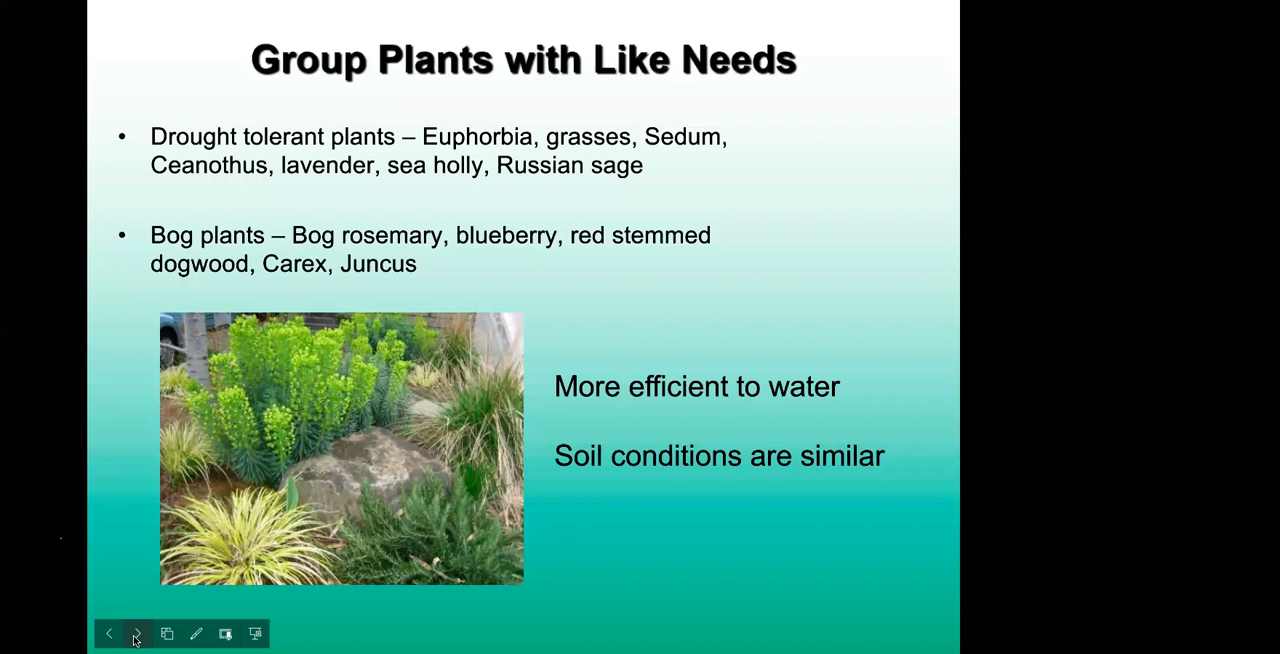 Group Plants with Like Needs
• Drought tolerant plants – Euphorbia, grasses, Sedum,
Ceanothus, lavender, sea holly, Russian sage
• Bog plants – Bog rosemary, blueberry, red stemmed
dogwood, Carex, Juncus
More efficient to water
Soil conditions are similar